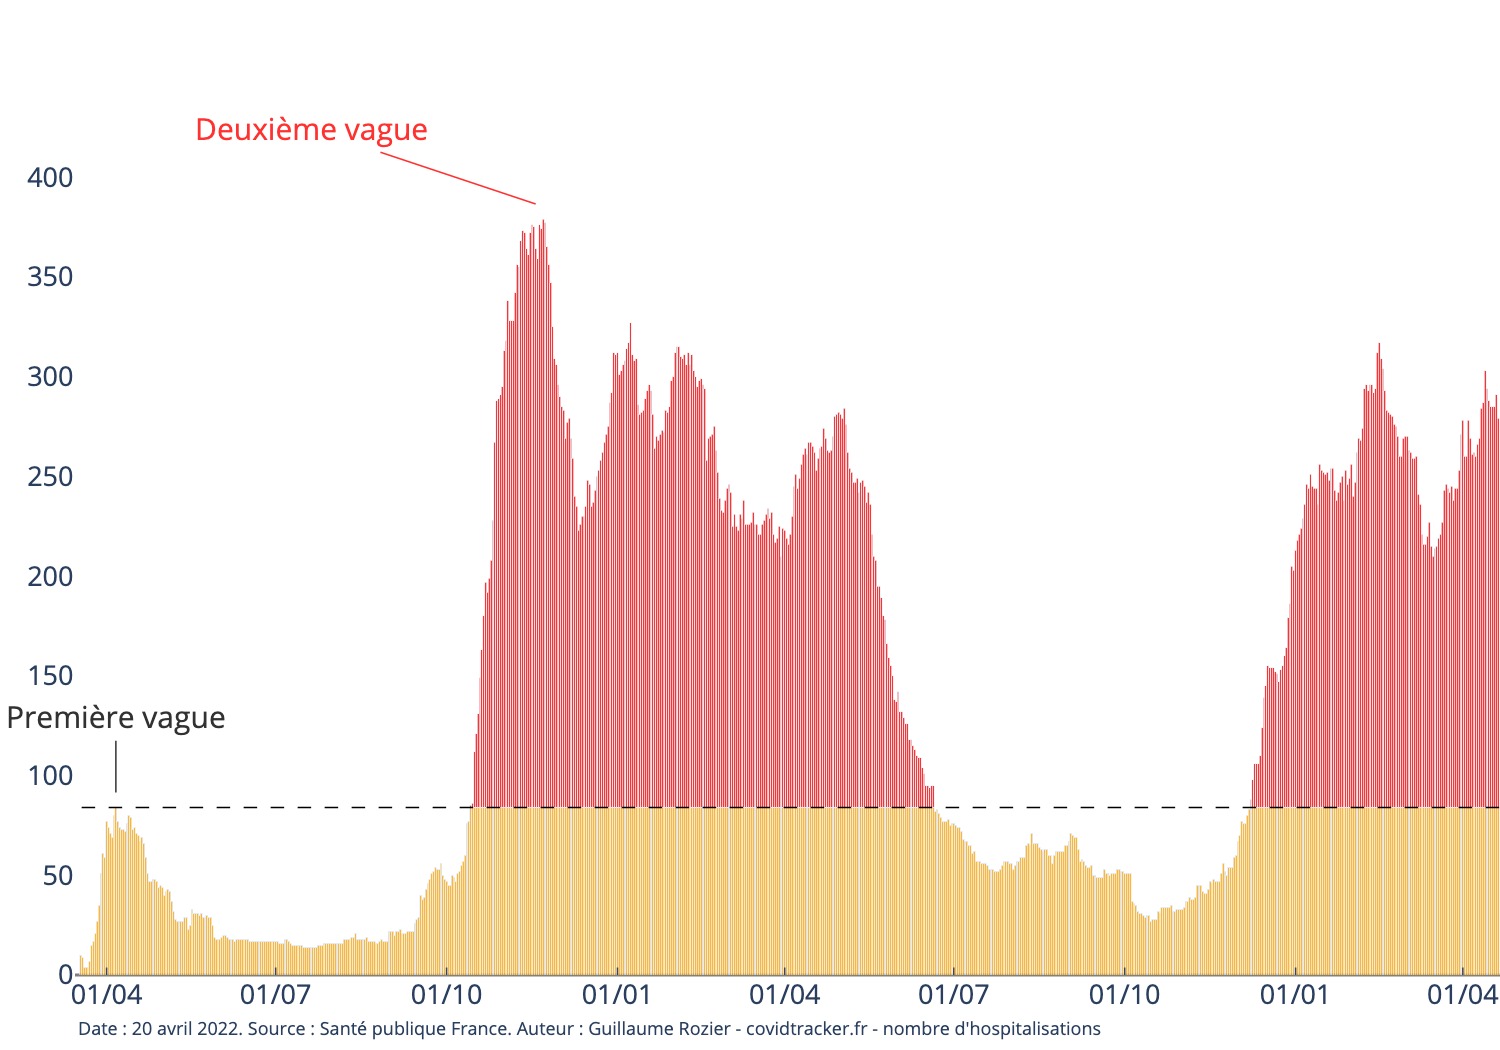 Deuxième vague
400
350
300
250
200
150
Première vague
100
50
0
01/04 01/07 01/10 01/01 01/04 01/07 01/10 01/01 01/04
Date : 20 avril 2022. Source : Santé publique France. Auteur : Guillaume Rozier - covidtracker.fr - nombre d'hospitalisations